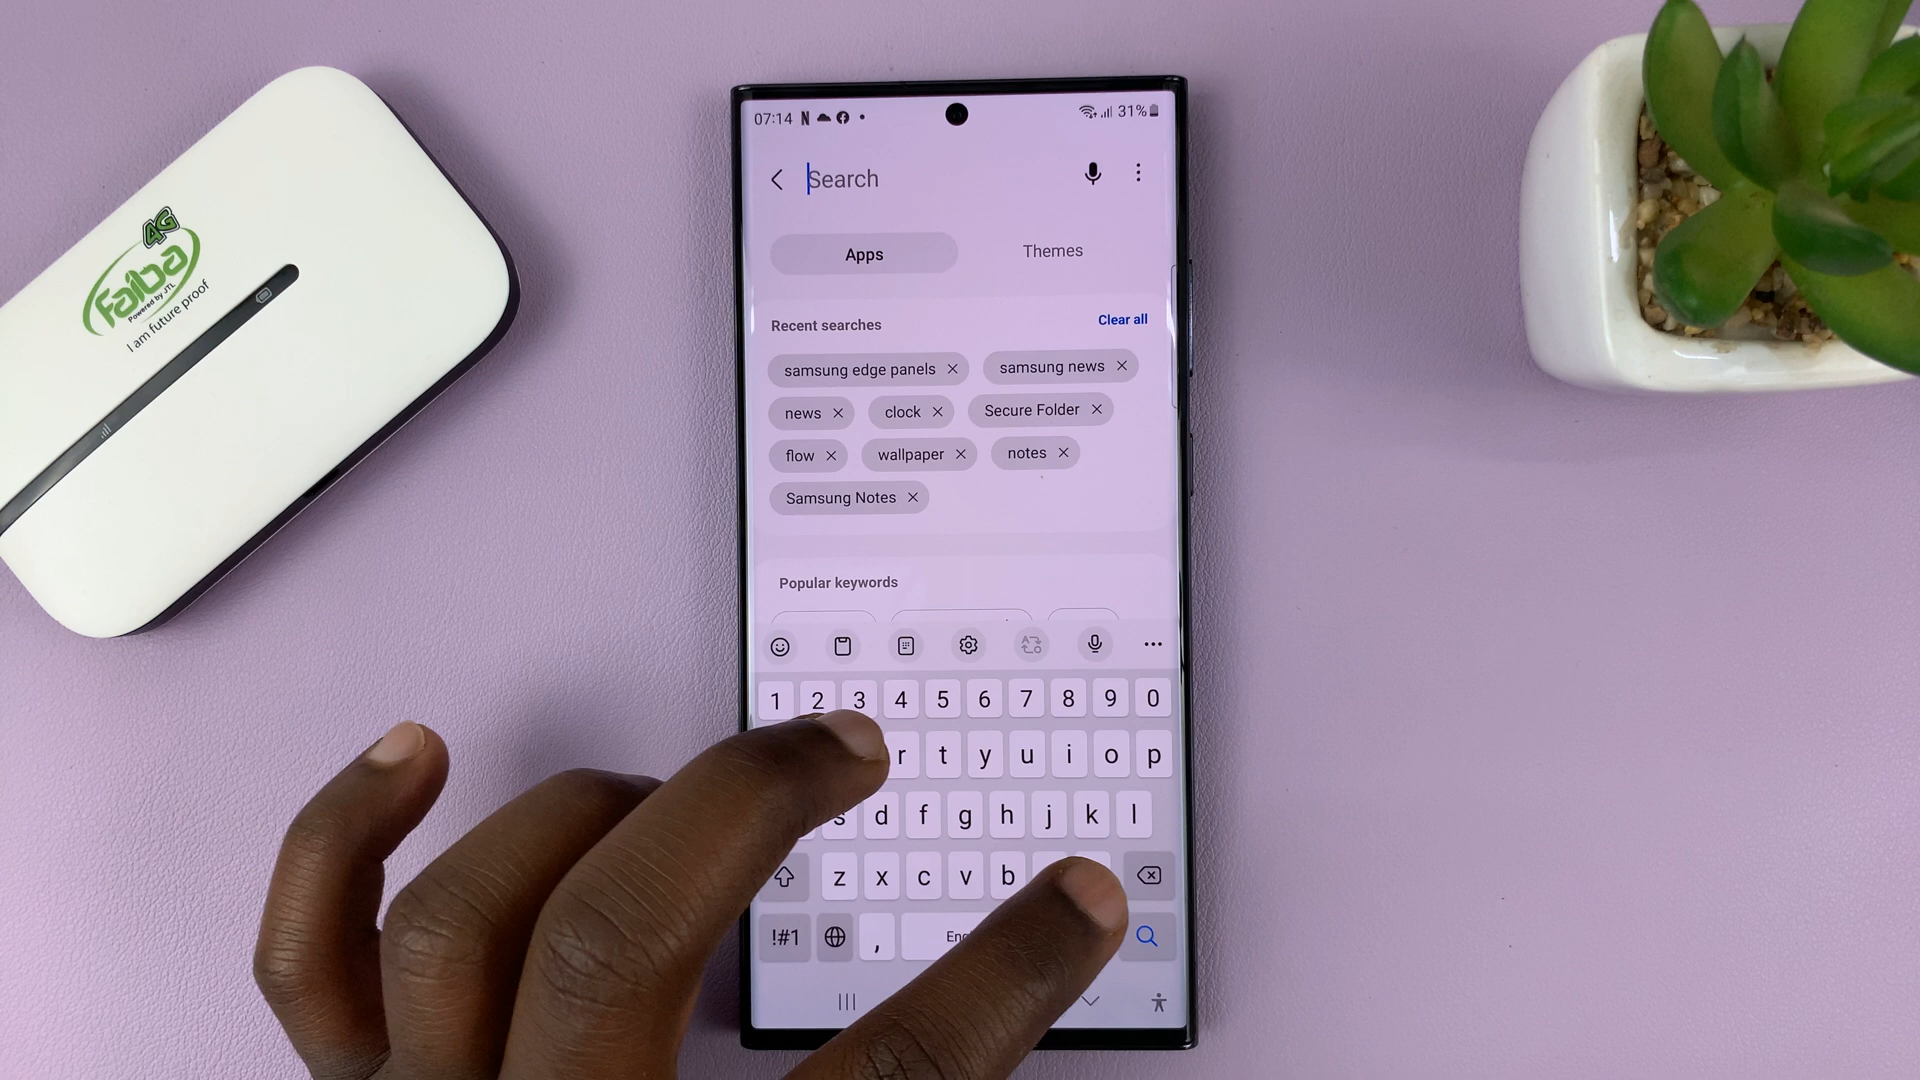 4G
faiba
Powered by JTL
I am future proof
07:14 N 31%
Search
Apps Themes
Recent searches Clear all
samsung edge panels × samsung news ×
news × clock × Secure Folder ×
flow × wallpaper × notes ×
Samsung Notes ×
Popular keywords
1 2 3 4 5 6 7 8 9 0
r t y u i o p
s d f g h j k l
z x c v b
!#1 ,